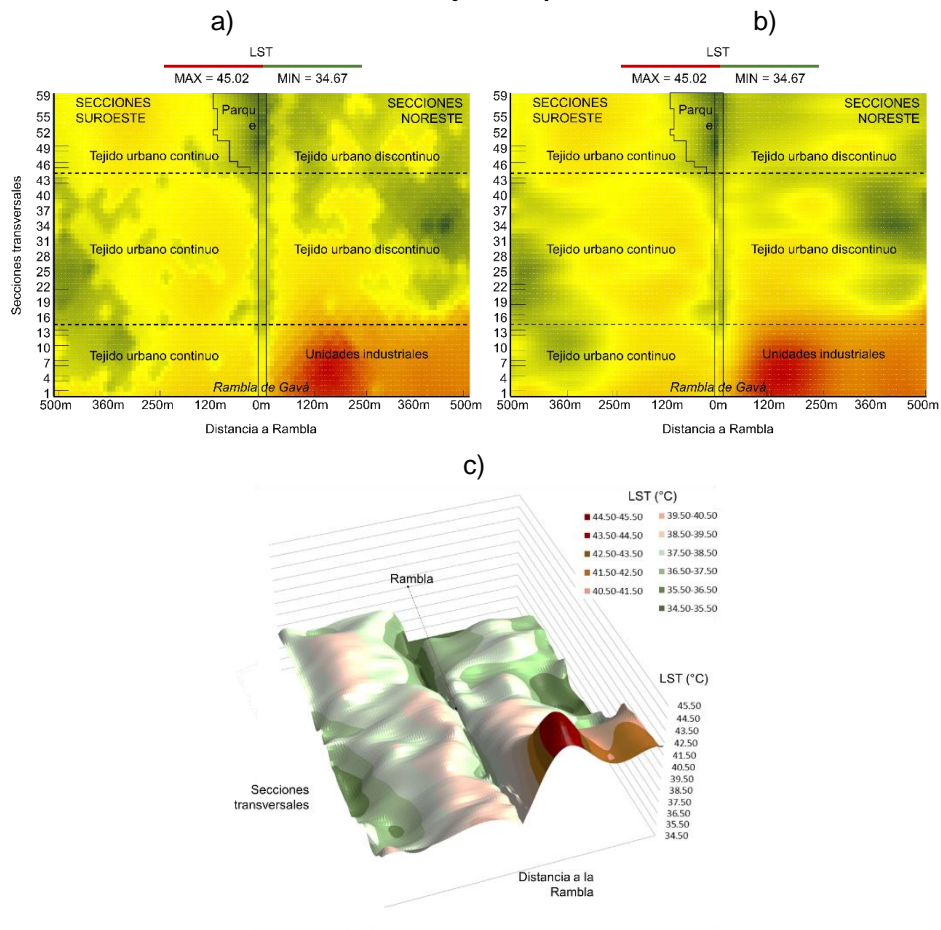 a)
LST
MAX = 45.02 MIN = 34.67
SECCIONES
SUROESTE
Parqu
e
SECCIONES
NORESTE
Tejido urbano continuo
Tejido urbano discontinuo
Tejido urbano continuo
Tejido urbano discontinuo
Tejido urbano continuo
Unidades industriales
Rambla de Gavà
Secciones transversales
59
55
52
49
46
43
40
37
34
31
28
25
22
19
16
13
10
7
4
1
500m 360m 250m 120m 0m 120m 250m 360m 500m
Distancia a Rambla
b)
LST
MAX = 45.02 MIN = 34.67
SECCIONES
SUROESTE
Parqu
e
SECCIONES
NORESTE
Tejido urbano continuo
Tejido urbano discontinuo
Tejido urbano continuo
Tejido urbano discontinuo
Tejido urbano continuo
Unidades industriales
Rambla de Gavà
59
55
52
49
46
43
40
37
34
31
28
25
22
19
16
13
10
7
4
1
500m 360m 250m 120m 0m 120m 250m 360m 500m
Distancia a Rambla
c)
LST (°C)
44.50-45.50 39.50-40.50
43.50-44.50 38.50-39.50
42.50-43.50 37.50-38.50
41.50-42.50 36.50-37.50
40.50-41.50 35.50-36.50
34.50-35.50
Rambla
LST (°C)
45.50
44.50
43.50
42.50
41.50
40.50
39.50
38.50
37.50
36.50
35.50
34.50
Secciones
transversales
Distancia a la
Rambla